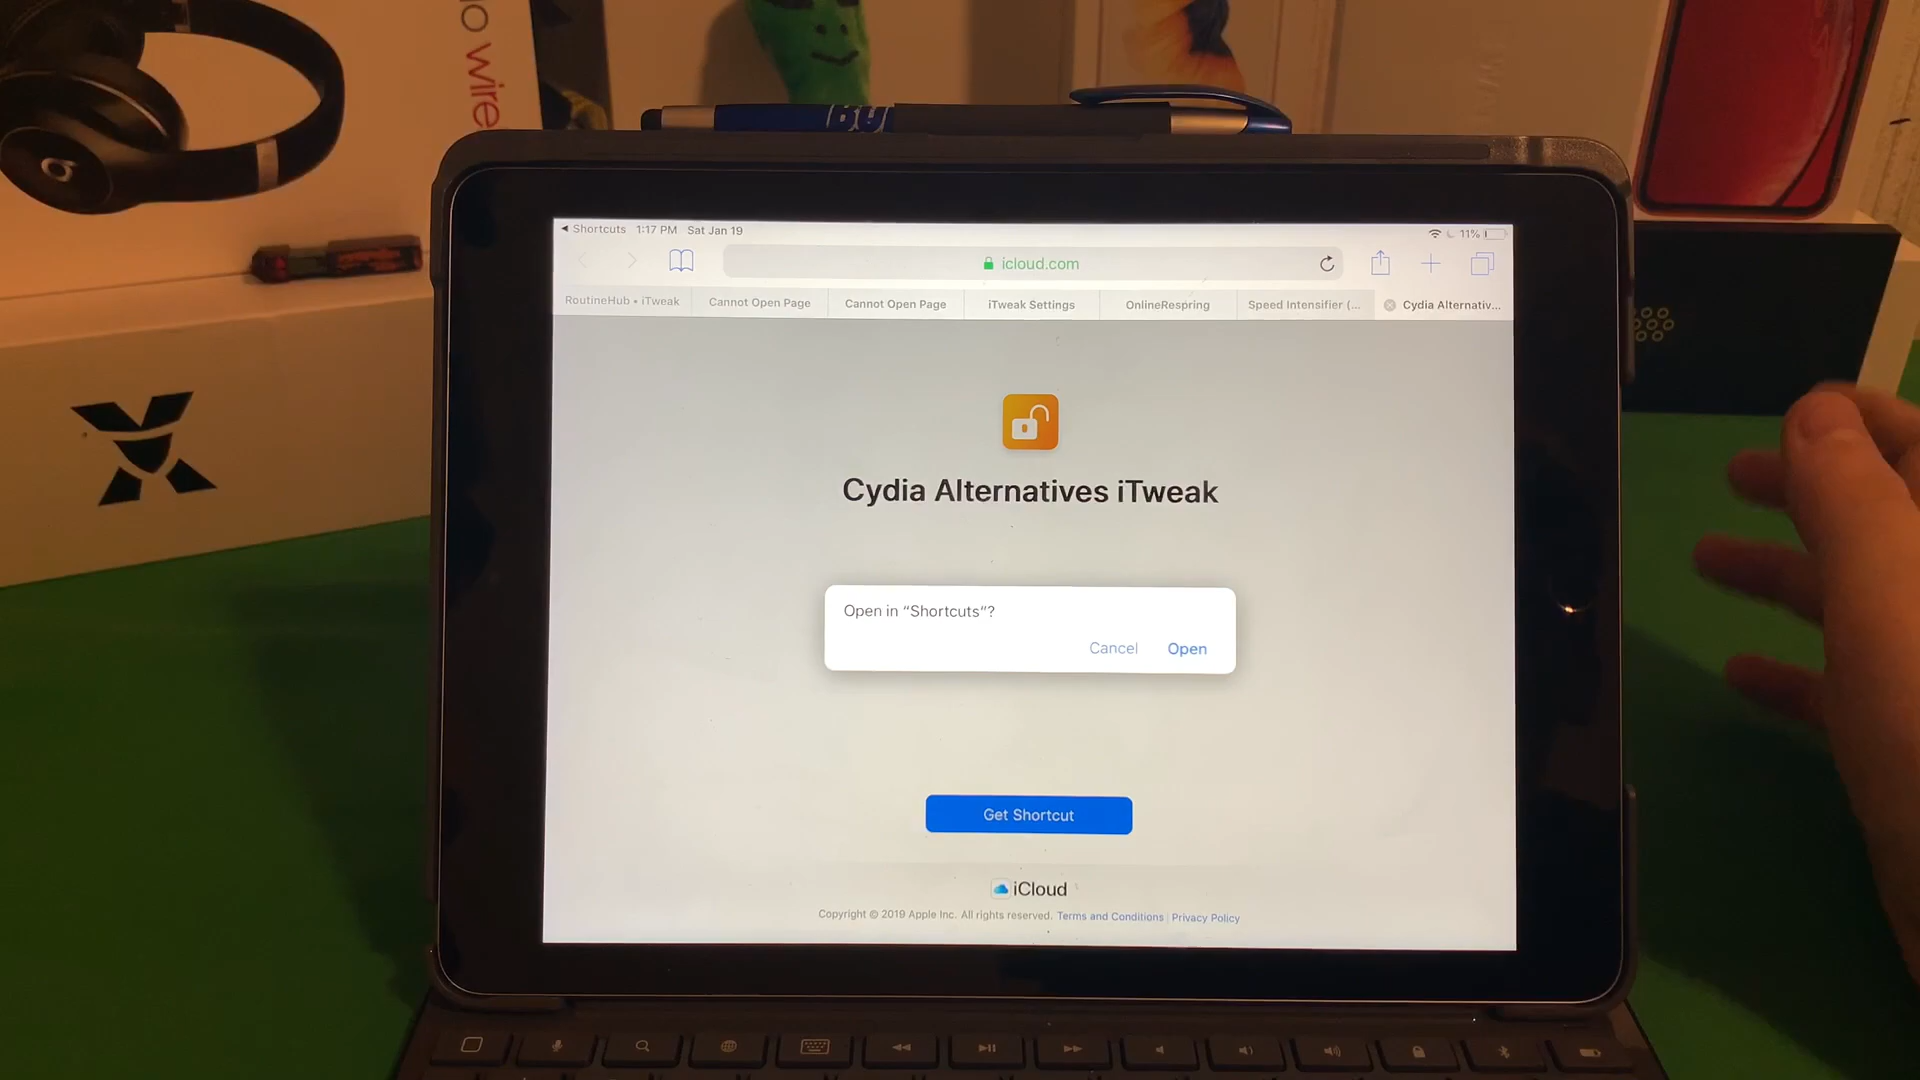 wire
Shortcuts 1:17 PM Sat Jan 19
11%
icloud.com
RoutineHub • iTweak
Cannot Open Page
Cannot Open Page
iTweak Settings
OnlineRespring
Speed Intensifier (...
Cydia Alternativ...
Cydia Alternatives iTweak
Open in “Shortcuts”?
Cancel
Open
Get Shortcut
iCloud
Copyright © 2019 Apple Inc. All rights reserved. Terms and Conditions | Privacy Policy